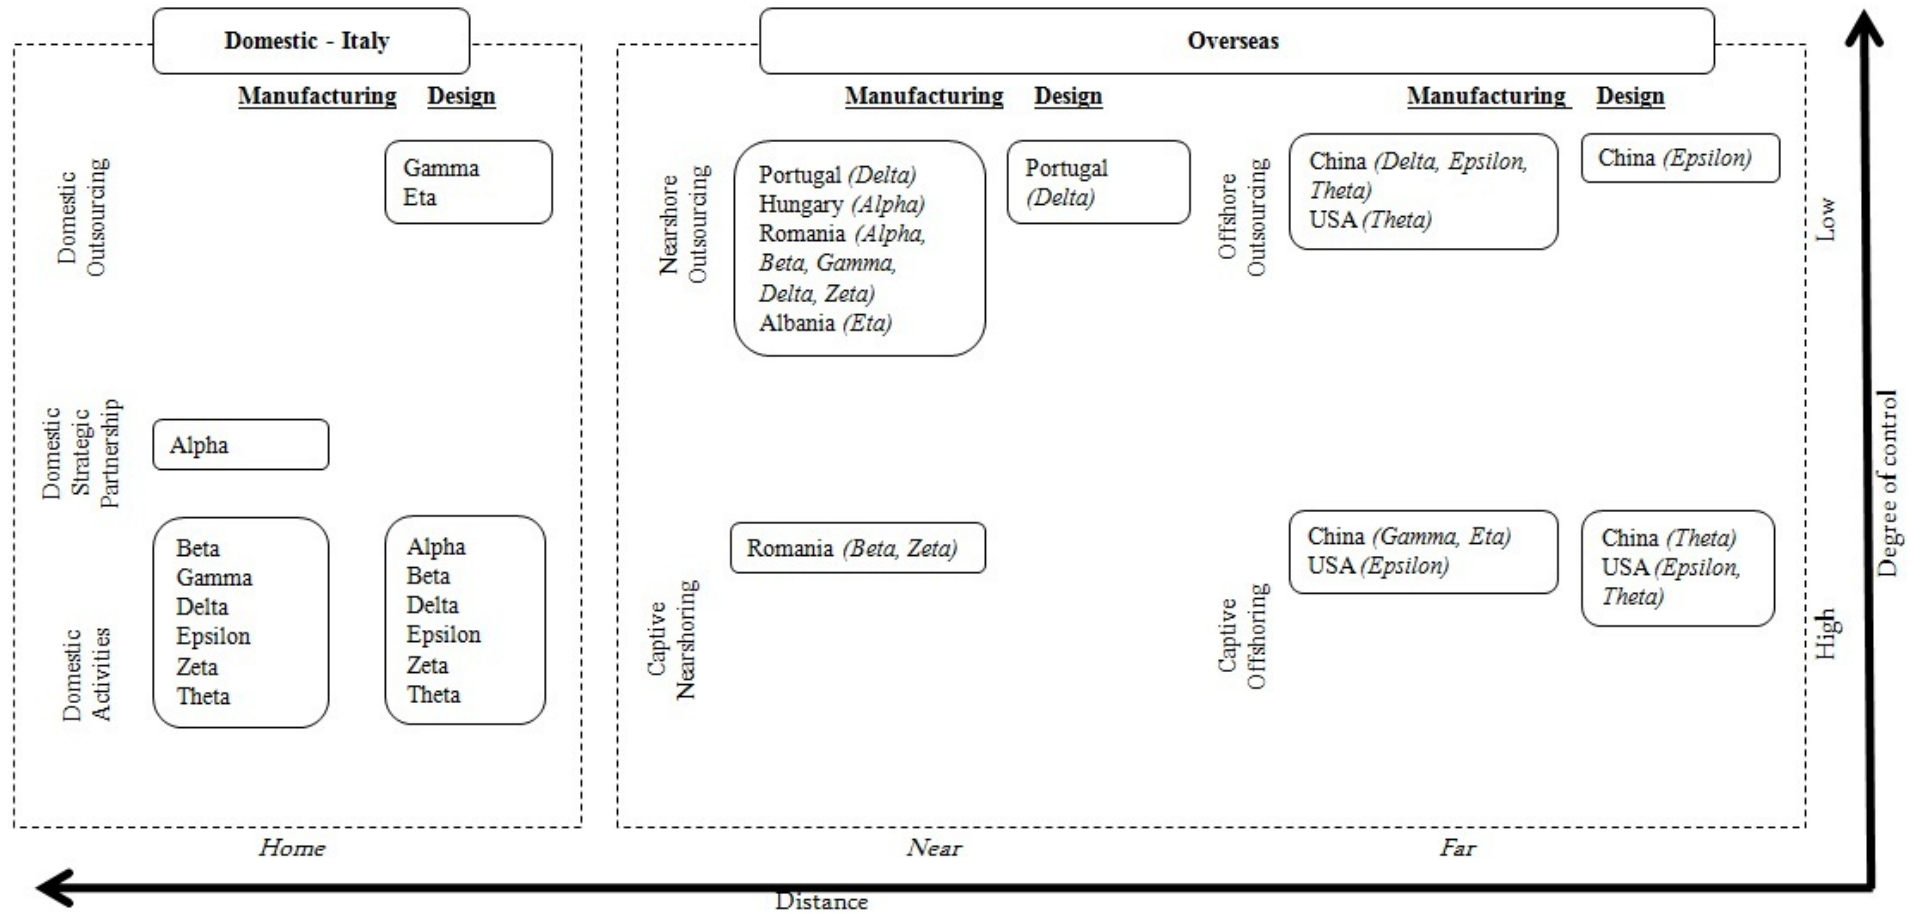 Domestic - Italy
Overseas
Manufacturing
Design
Manufacturing
Design
Manufacturing
Design
Domestic
Outsourcing
Gamma
Eta
Nearshore
Outsourcing
Portugal (Delta)
Hungary (Alpha)
Romania (Alpha,
Beta, Gamma,
Delta, Zeta)
Albania (Eta)
Portugal
(Delta)
Offshore
Outsourcing
China (Delta, Epsilon,
Theta)
USA (Theta)
China (Epsilon)
Low
Domestic
Strategic
Partnership
Alpha
Degree of control
Domestic
Activities
Beta
Gamma
Delta
Epsilon
Zeta
Theta
Alpha
Beta
Delta
Epsilon
Zeta
Theta
Captive
Nearshoring
Romania (Beta, Zeta)
Captive
Offshoring
China (Gamma, Eta)
USA (Epsilon)
China (Theta)
USA (Epsilon,
Theta)
High
Home
Near
Far
Distance